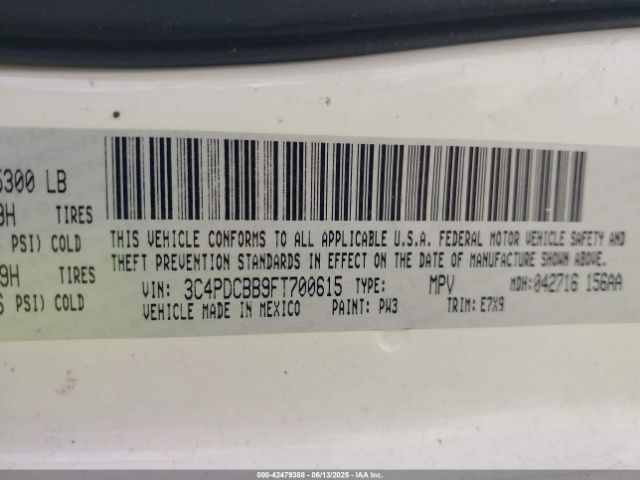 5300 LB
0H TIRES
PSI) COLD
9H TIRES
PSI) COLD
THIS VEHICLE CONFORMS TO ALL APPLICABLE U.S.A. FEDERAL MOTOR VEHICLE SAFETY AND
THEFT PREVENTION STANDARDS IN EFFECT ON THE DATE OF MANUFACTURE SHOWN ABOVE.
VIN: 3C4PDCBB9FT700615 TYPE: MPV MDH:042716 156AA
VEHICLE MADE IN MEXICO PAINT: PW3 TRIM: E7X9
000-42479388 - 06/13/2025 - IAA Inc. Copyright